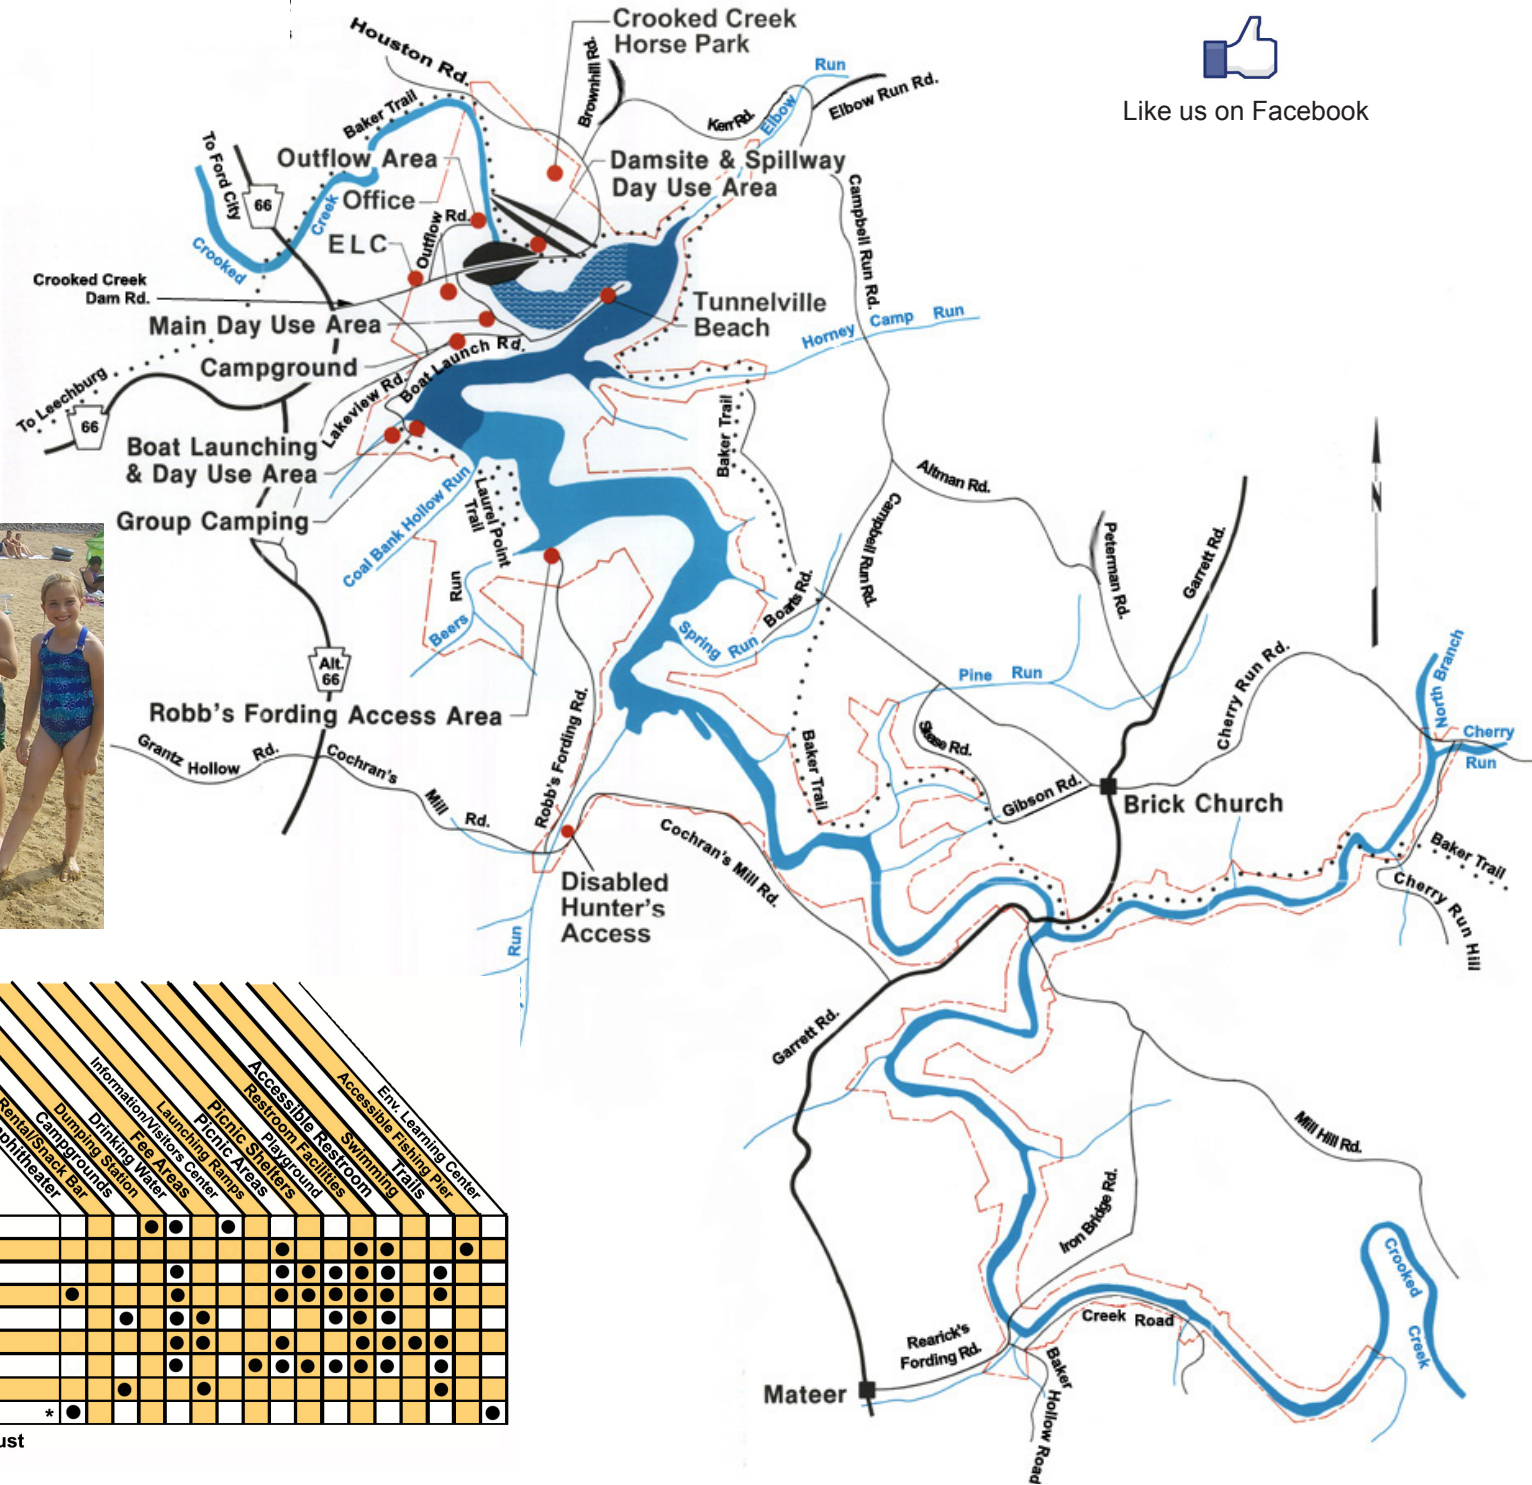 Crooked Creek
Horse Park
Houston Rd.
Brownhill Rd.
Run
Elbow
Elbow Run Rd.
Kerr Rd.
Like us on Facebook
Baker Trail
To Ford City
66
Outflow Area
Damsite & Spillway
Day Use Area
Office
Creek
Crooked
Outflow Rd.
ELC
Campbell Run Rd.
Crooked Creek
Dam Rd.
Tunnelville
Beach
Main Day Use Area
Horney Camp Run
Campground
Boat Launch Rd.
Lakeview Rd.
To Leechburg
66
Baker Trail
Boat Launching
& Day Use Area
Altman Rd.
N
Coal Bank Hollow Run
Laurel Point
Trail
Group Camping
Campbell Run Rd.
Peterman Rd.
Garrett Rd.
Boarts Rd.
Beers
Run
Spring Run
Alt.
66
Pine Run
Cherry Run Rd.
North Branch
Cherry
Run
Robb's Fording Access Area
Grantz Hollow Rd.
Cochran's Mill Rd.
Robb's Fording Rd.
Baker Trail
Gibson Rd.
Brick Church
Cochran's Mill Rd.
Baker Trail
Cherry Run Hill
Disabled
Hunter's
Access
Run
Garrett Rd.
Mill Hill Rd.
Iron Bridge Rd.
Crooked
Creek
Creek Road
Rearick's
Fording Rd.
Mateer
Baker Hollow Road
Rental/Snack Bar
Campgrounds
Dumping Station
Drinking Water
Fee Areas
Information/Visitors Center
Launching Ramps
Picnic Areas
Picnic Shelters
Playground
Restroom Facilities
Accessible Restroom
Swimming
Trails
Accessible Fishing Pier
Env. Learning Center
*